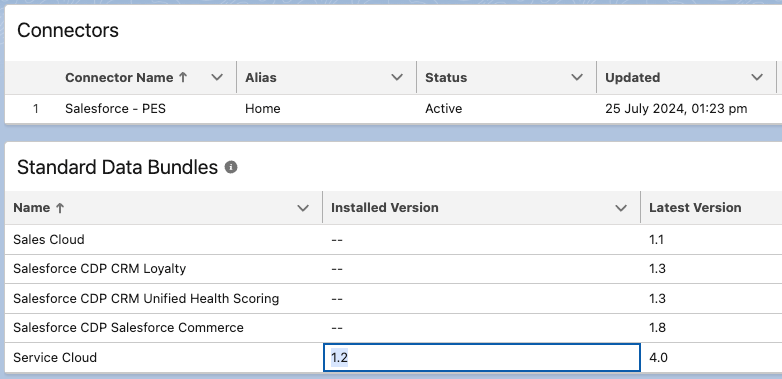 Connectors
Connector Name ↑ Alias Status Updated
1 Salesforce - PES Home Active 25 July 2024, 01:23 pm
Standard Data Bundles
Name ↑ Installed Version Latest Version
Sales Cloud -- 1.1
Salesforce CDP CRM Loyalty -- 1.3
Salesforce CDP CRM Unified Health Scoring -- 1.3
Salesforce CDP Salesforce Commerce -- 1.8
Service Cloud 1.2 4.0